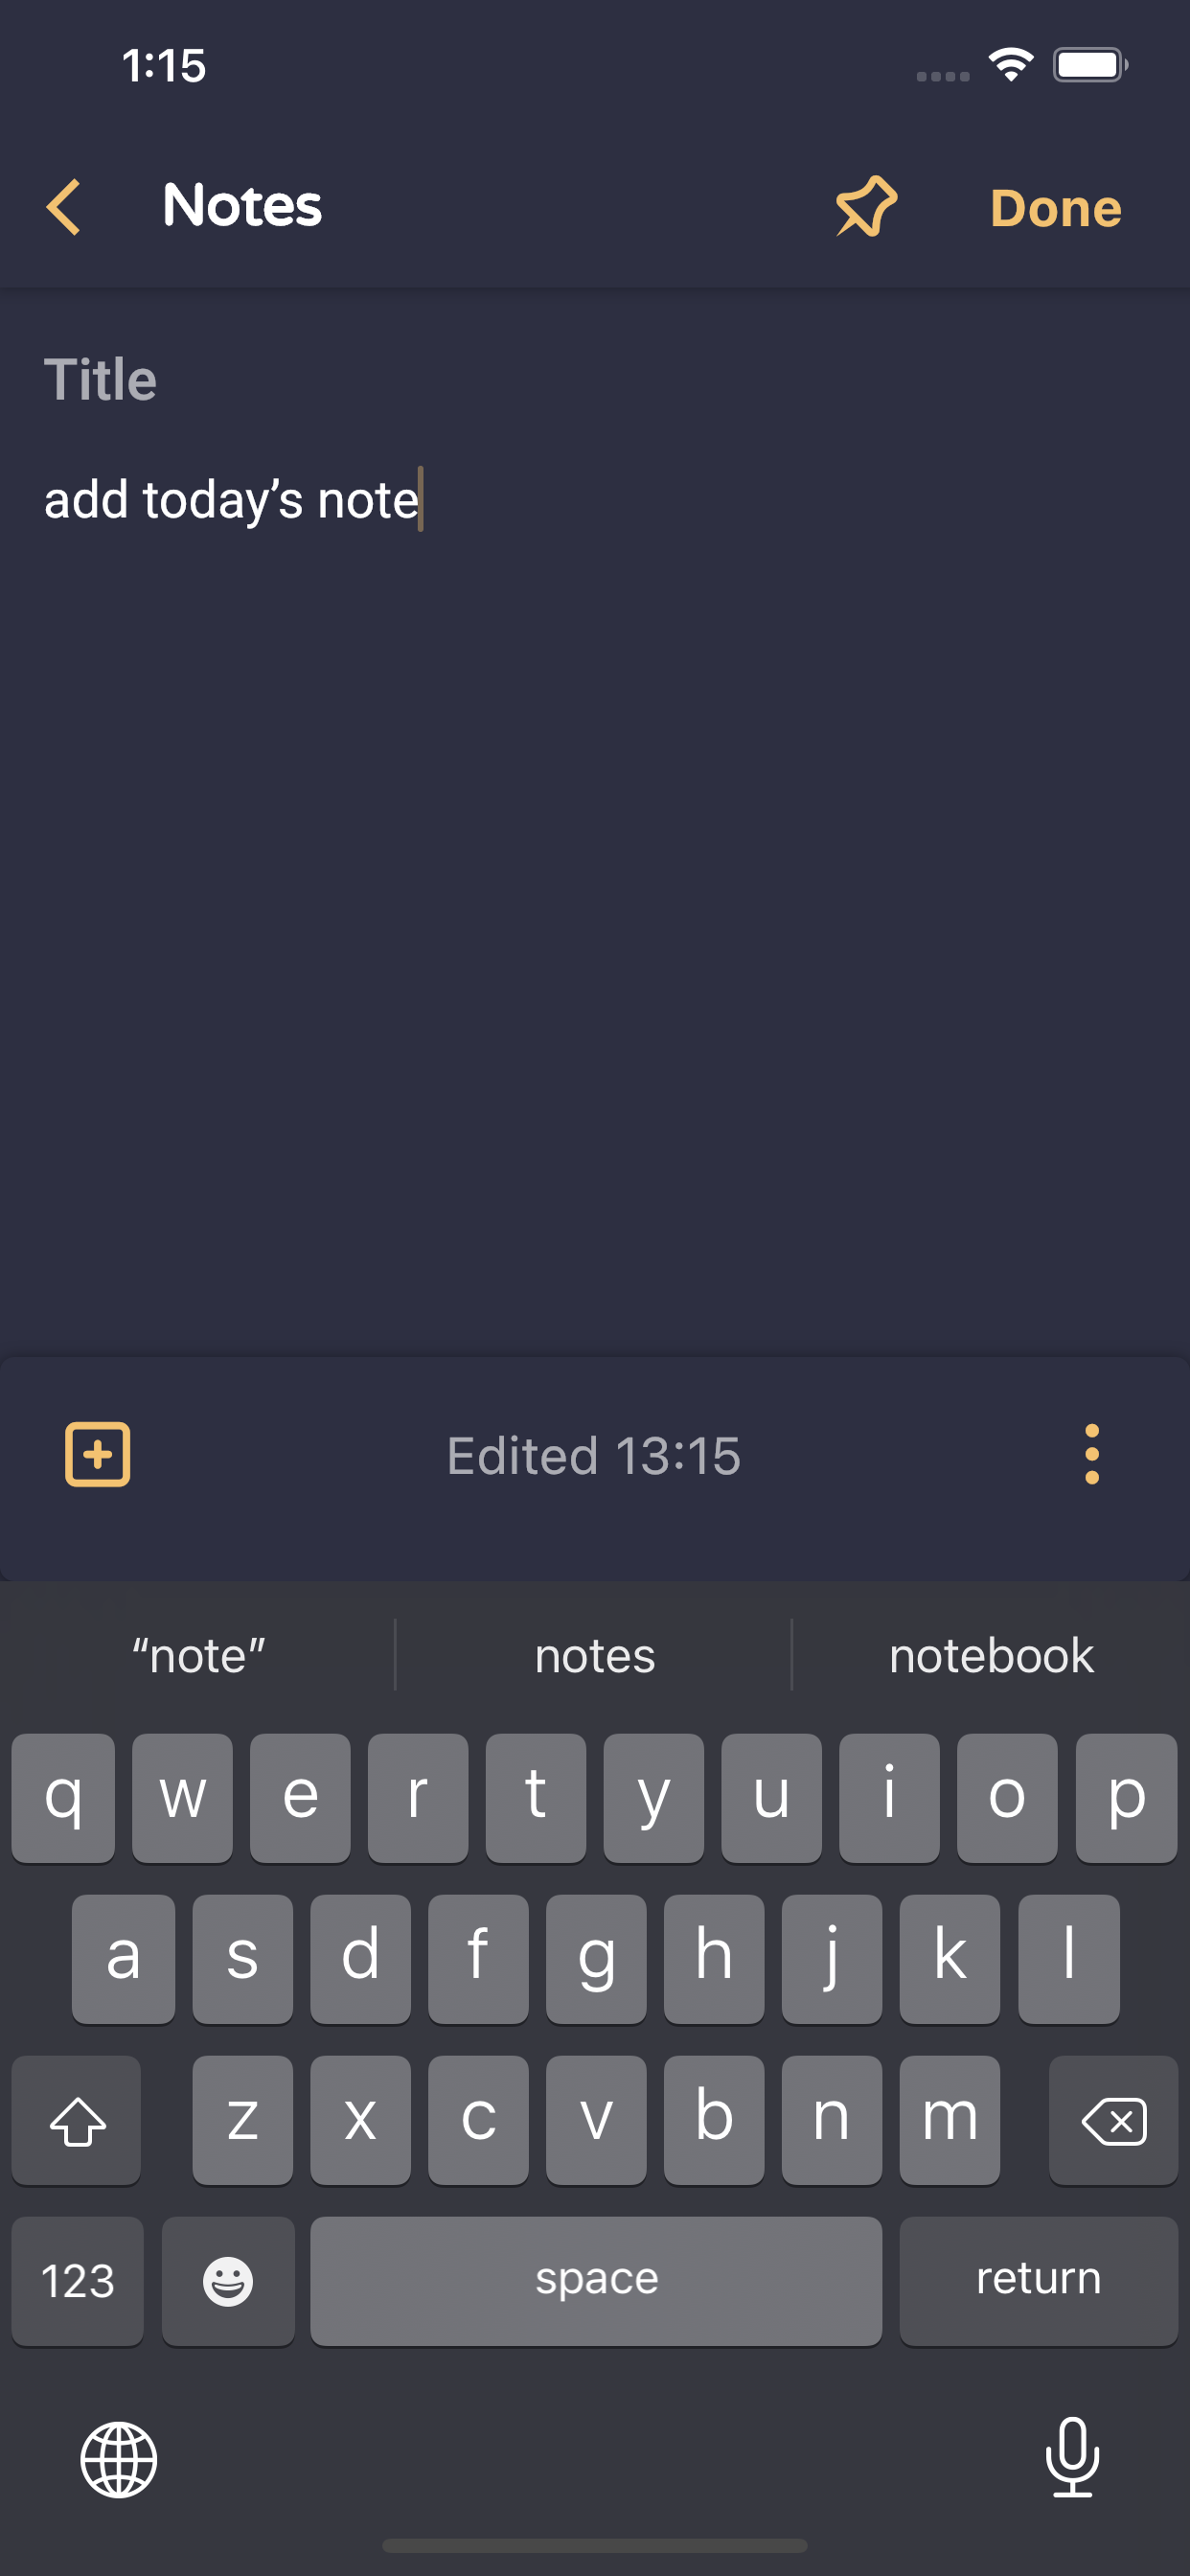 1:15
Notes
Done
Title
add today’s note
Edited 13:15
“note” notes notebook
q w e r t y u i o p
a s d f g h j k l
z x c v b n m
123 space return